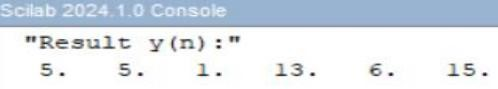 Scilab 2024.1.0 Console
"Result y(n):"
5. 5. 1. 13. 6. 15.